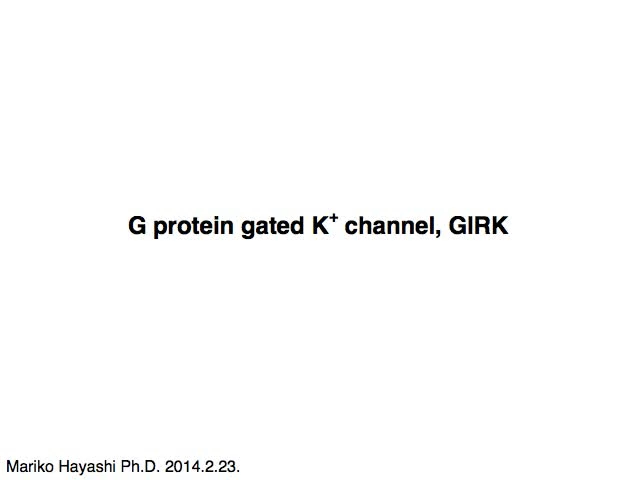 G protein gated K⁺ channel, GIRK
Mariko Hayashi Ph.D. 2014.2.23.